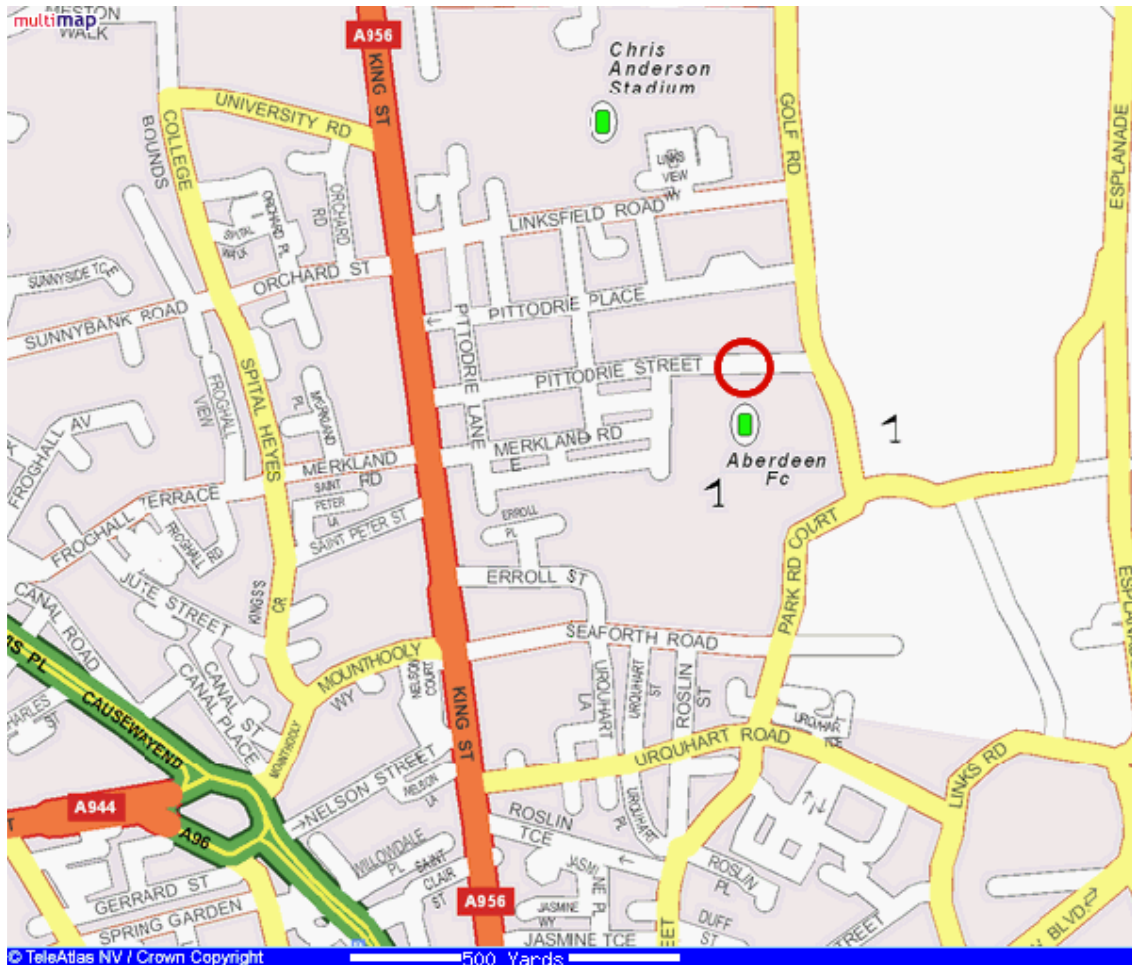 multimap
MESTON
WALK
A956
KING ST
Chris
Anderson
Stadium
GOLF RD
ESPLANADE
UNIVERSITY RD
COLLEGE
BOUNDS
LINKS
VIEW
WY
ORCHARD
RD
ORCHARD PL
SPITAL
WALK
LINKSFIELD ROAD
SUNNYSIDE TCE
ORCHARD ST
SUNNYBANK ROAD
PITTODRIE PLACE
PITTODRIE LANE
PITTODRIE STREET
SPITAL HEYES
FROGHALL
VIEW
MERKLAND
PL
FROGHALL AV
MERKLAND RD
E
MERKLAND
RD
Aberdeen
Fc
1
1
FROGHALL TERRACE
SAINT
PETER
LA
SAINT PETER ST
FROGHALL
ERROLL
PL
ERROLL ST
PARK RD COURT
JUTE STREET
KINGS'S
CR
CANAL ROAD
SEAFORTH ROAD
MOUNTHOOLY
WY
NELSON
COURT
CANAL ST
CANAL PLACE
CAUSEWAYEND
MOUNTHOOLY
KING ST
URQUHART
LA
URQUHART
ST
ROSLIN
ST
URQUHART
TCE
URQUHART ROAD
LINKS RD
NELSON STREET
NELSON
LA
A944
A96
ROSLIN
TCE
URQUHART
PL
WILLOWDALE
PL
SAINT
CLAIR
ST
JASMINE PL
ROSLIN
PL
GERRARD ST
SPRING GARDEN
A956
JASMINE
WY
JASMINE TCE
DUFF
ST
STREET
BLVD
© TeleAtlas NV / Crown Copyright
500 Yards